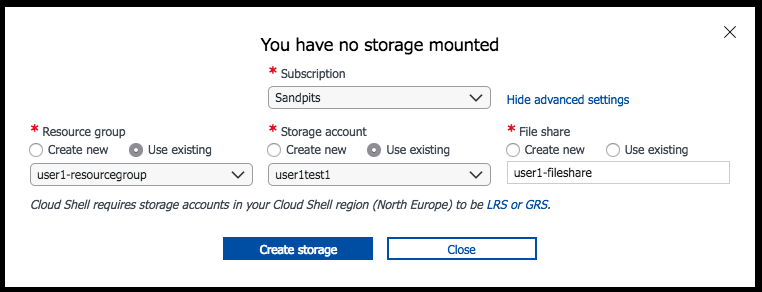 You have no storage mounted
* Subscription
Sandpits
Hide advanced settings
* Resource group
Create new
Use existing
user1-resourcegroup
* Storage account
Create new
Use existing
user1test1
* File share
Create new
Use existing
user1-fileshare
Cloud Shell requires storage accounts in your Cloud Shell region (North Europe) to be LRS or GRS.
Create storage
Close